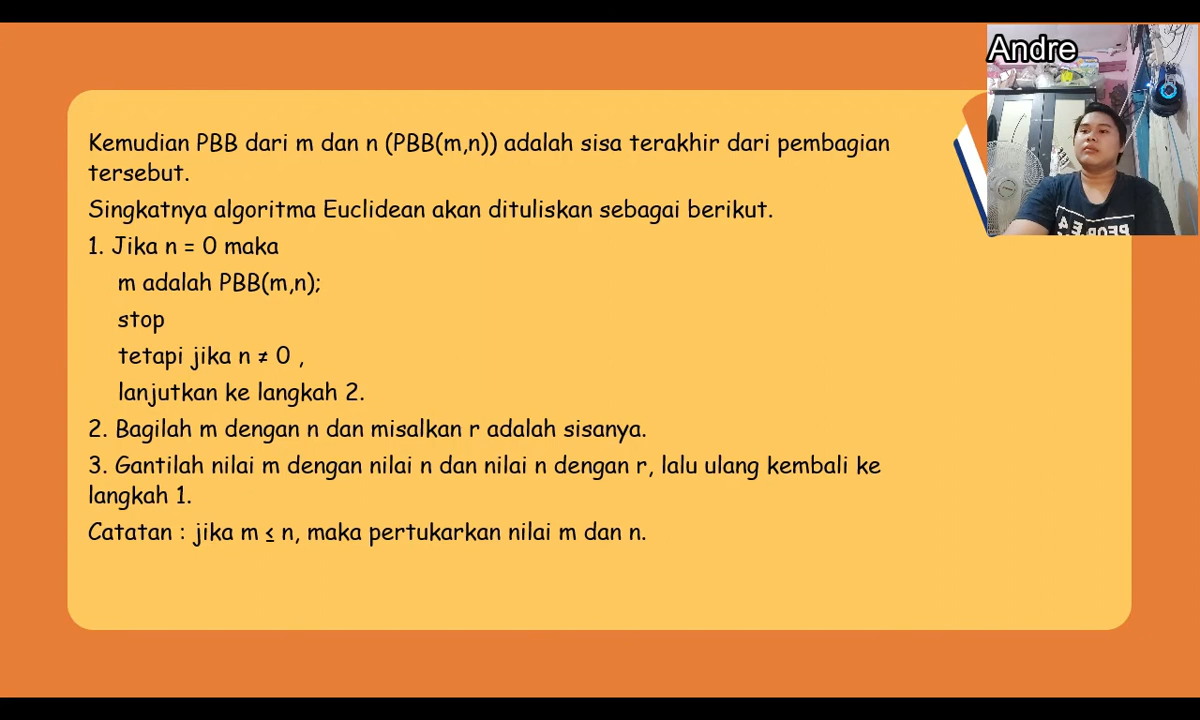 Andre
Kemudian PBB dari m dan n (PBB(m,n)) adalah sisa terakhir dari pembagian
tersebut.
Singkatnya algoritma Euclidean akan dituliskan sebagai berikut.
1. Jika n = 0 maka
m adalah PBB(m,n);
stop
tetapi jika n ≠ 0 ,
lanjutkan ke langkah 2.
2. Bagilah m dengan n dan misalkan r adalah sisanya.
3. Gantilah nilai m dengan nilai n dan nilai n dengan r, lalu ulang kembali ke
langkah 1.
Catatan : jika m ≤ n, maka pertukarkan nilai m dan n.